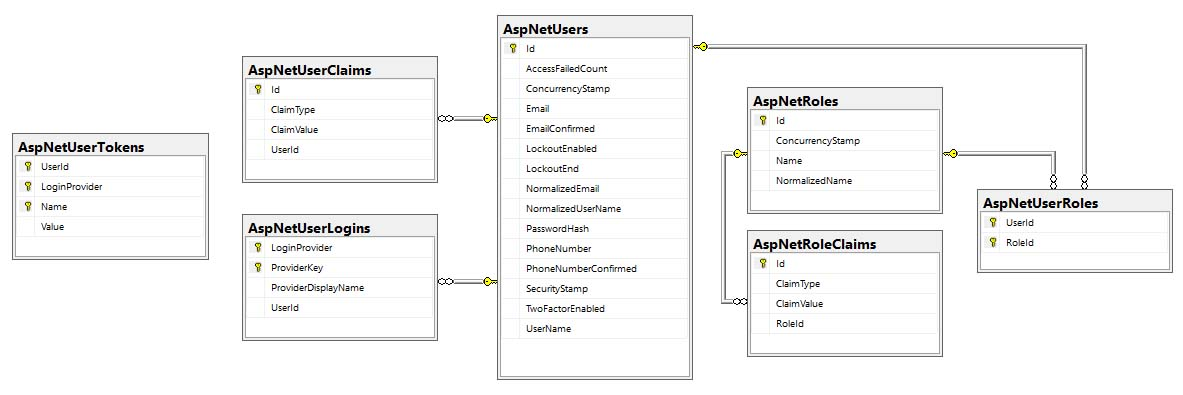 AspNetUserTokens
UserId
LoginProvider
Name
Value
AspNetUserClaims
Id
ClaimType
ClaimValue
UserId
AspNetUserLogins
LoginProvider
ProviderKey
ProviderDisplayName
UserId
AspNetUsers
Id
AccessFailedCount
ConcurrencyStamp
Email
EmailConfirmed
LockoutEnabled
LockoutEnd
NormalizedEmail
NormalizedUserName
PasswordHash
PhoneNumber
PhoneNumberConfirmed
SecurityStamp
TwoFactorEnabled
UserName
AspNetRoles
Id
ConcurrencyStamp
Name
NormalizedName
AspNetRoleClaims
Id
ClaimType
ClaimValue
RoleId
AspNetUserRoles
UserId
RoleId